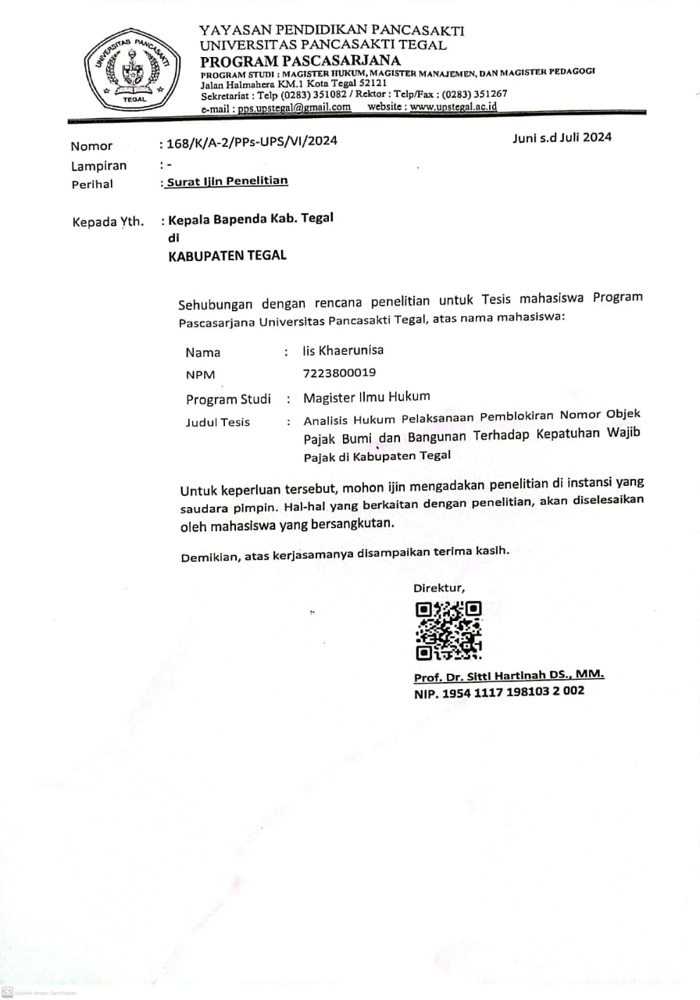 UNIVERSITAS PANCASAKTI
TEGAL
YAYASAN PENDIDIKAN PANCASAKTI
UNIVERSITAS PANCASAKTI TEGAL
PROGRAM PASCASARJANA
PROGRAM STUDI : MAGISTER HUKUM, MAGISTER MANAJEMEN, DAN MAGISTER PEDAGOGI
Jalan Halmahera KM.1 Kota Tegal 52121
Sekretariat : Telp (0283) 351082 / Rektor : Telp/Fax : (0283) 351267
e-mail : pps.upstegal@gmail.com website : www.upstegal.ac.id
Nomor : 168/K/A-2/PPs-UPS/VI/2024 Juni s.d Juli 2024
Lampiran : -
Perihal : Surat Ijin Penelitian
Kepada Yth. : Kepala Bapenda Kab. Tegal
di
KABUPATEN TEGAL
Sehubungan dengan rencana penelitian untuk Tesis mahasiswa Program
Pascasarjana Universitas Pancasakti Tegal, atas nama mahasiswa:
Nama : Iis Khaerunisa
NPM 7223800019
Program Studi : Magister Ilmu Hukum
Judul Tesis : Analisis Hukum Pelaksanaan Pemblokiran Nomor Objek
Pajak Bumi dan Bangunan Terhadap Kepatuhan Wajib
Pajak di Kabupaten Tegal
Untuk keperluan tersebut, mohon ijin mengadakan penelitian di instansi yang
saudara pimpin. Hal-hal yang berkaitan dengan penelitian, akan diselesaikan
oleh mahasiswa yang bersangkutan.
Demikian, atas kerjasamanya disampaikan terima kasih.
Direktur,
Prof. Dr. Sitti Hartinah DS., MM.
NIP. 1954 1117 198103 2 002
CS Dipindai dengan CamScanner